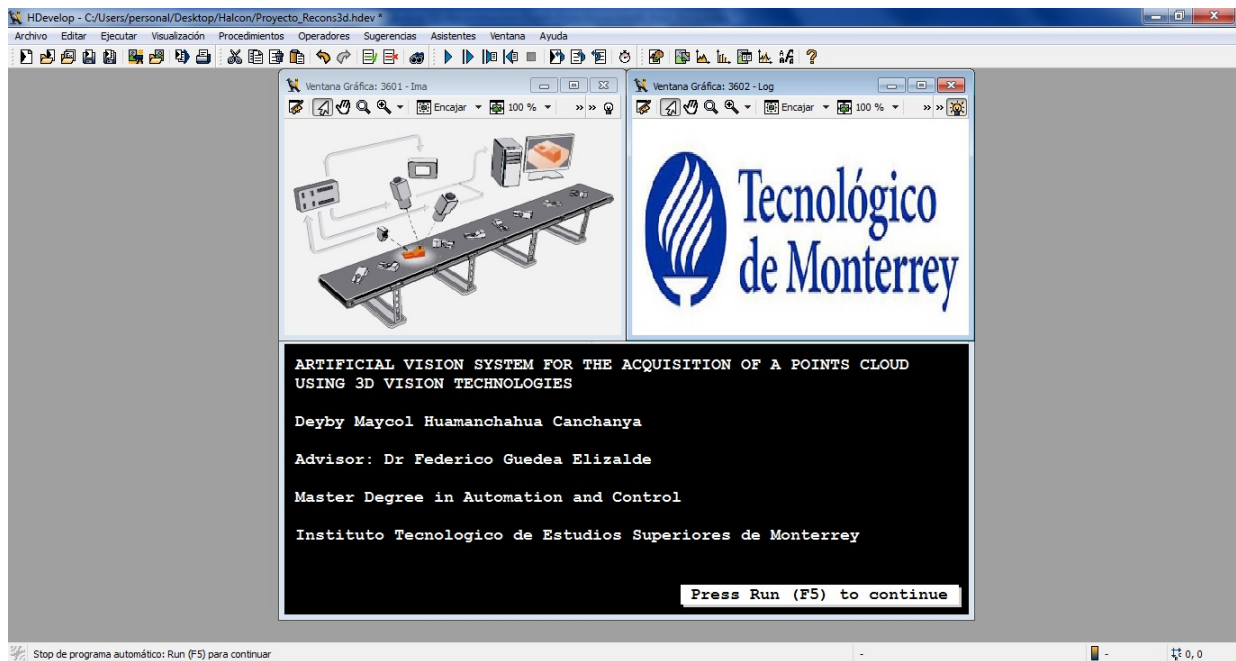 HDevelop - C:/Users/personal/Desktop/Halcon/Proyecto_Recons3d.hdev *
Archivo Editar Ejecutar Visualización Procedimientos Operadores Sugerencias Asistentes Ventana Ayuda
Ventana Gráfica: 3601 - Ima
Encajar 100 % » »
Ventana Gráfica: 3602 - Log
Encajar 100 % » »
Tecnológico
de Monterrey
ARTIFICIAL VISION SYSTEM FOR THE ACQUISITION OF A POINTS CLOUD
USING 3D VISION TECHNOLOGIES
Deyby Maycol Huamanchahua Canchanya
Advisor: Dr Federico Guedea Elizalde
Master Degree in Automation and Control
Instituto Tecnologico de Estudios Superiores de Monterrey
Press Run (F5) to continue
Stop de programa automático: Run (F5) para continuar - - 0, 0